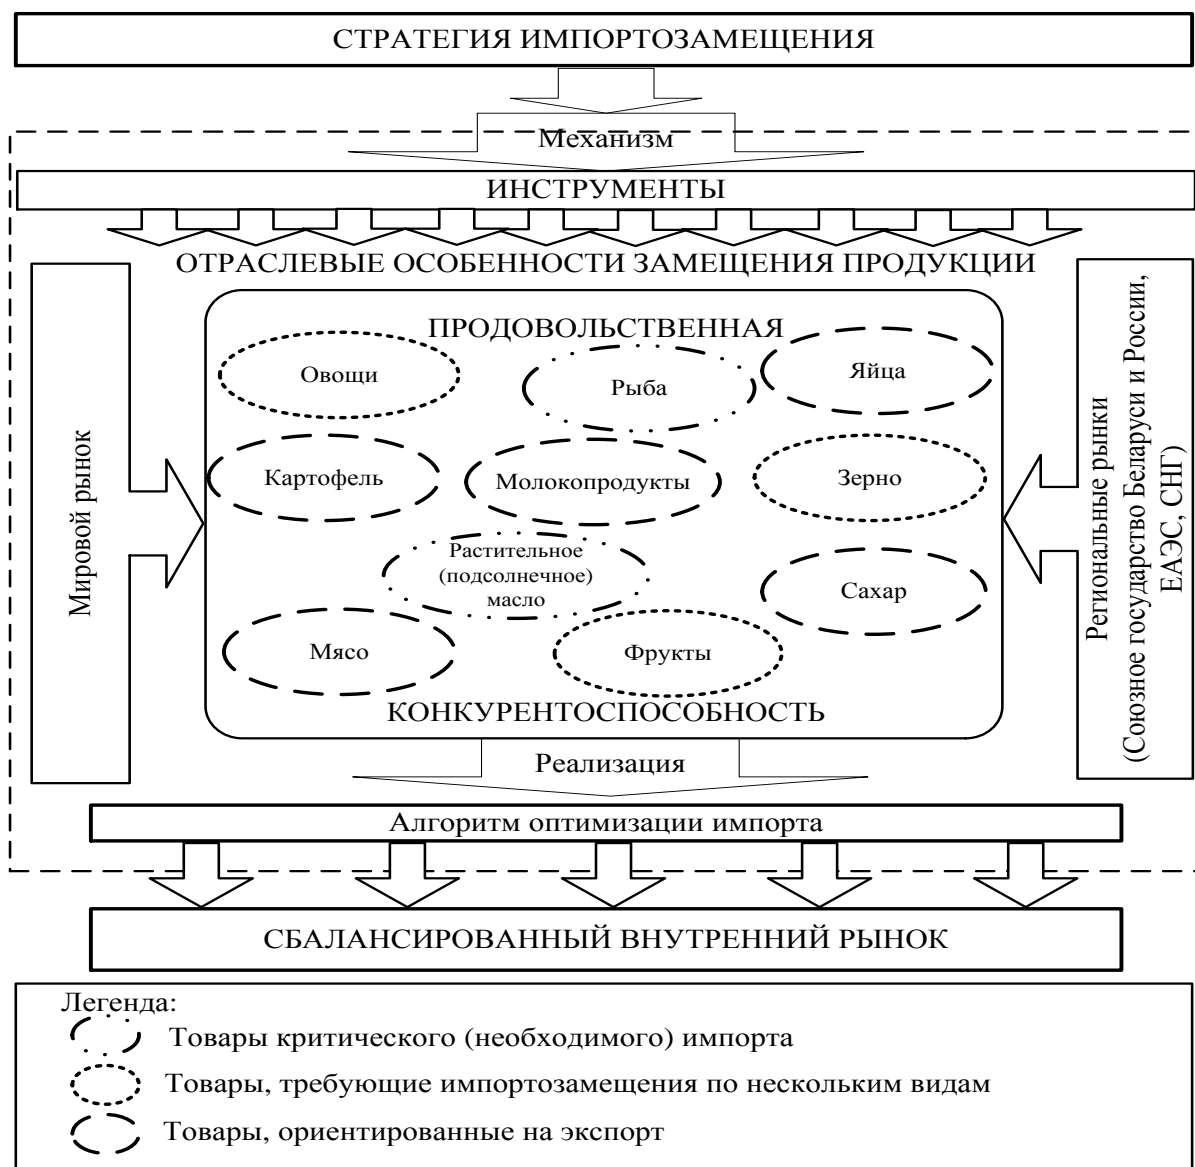 СТРАТЕГИЯ ИМПОРТОЗАМЕЩЕНИЯ
Механизм
ИНСТРУМЕНТЫ
ОТРАСЛЕВЫЕ ОСОБЕННОСТИ ЗАМЕЩЕНИЯ ПРОДУКЦИИ
Мировой рынок
ПРОДОВОЛЬСТВЕННАЯ
Овощи
Рыба
Яйца
Картофель
Молокопродукты
Зерно
Растительное
(подсолнечное)
масло
Сахар
Мясо
Фрукты
КОНКУРЕНТОСПОСОБНОСТЬ
Региональные рынки
(Союзное государство Беларуси и России,
ЕАЭС, СНГ)
Реализация
Алгоритм оптимизации импорта
СБАЛАНСИРОВАННЫЙ ВНУТРЕННИЙ РЫНОК
Легенда:
Товары критического (необходимого) импорта
Товары, требующие импортозамещения по нескольким видам
Товары, ориентированные на экспорт